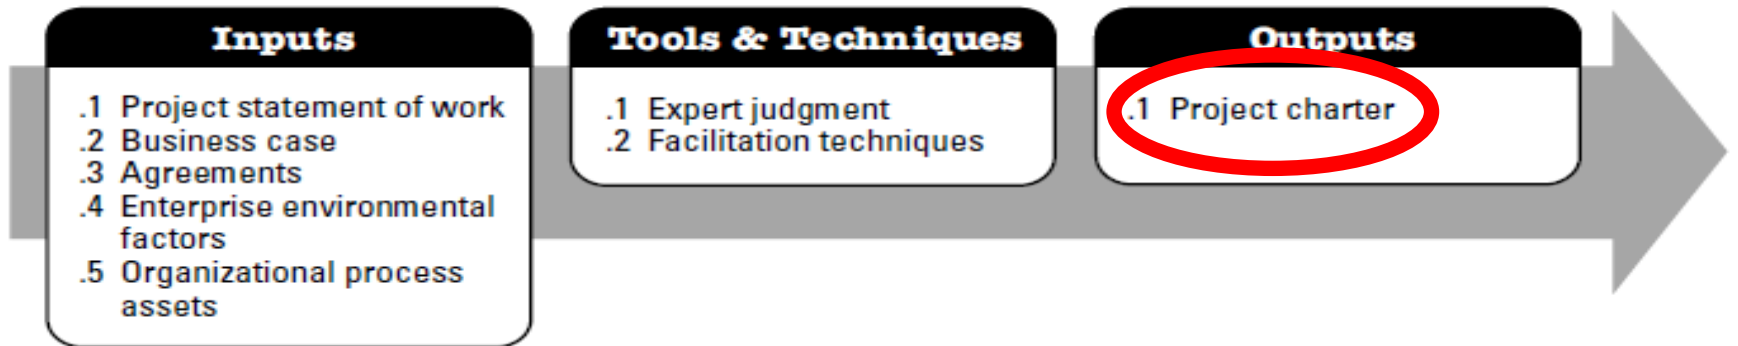 Inputs
.1 Project statement of work
.2 Business case
.3 Agreements
.4 Enterprise environmental
factors
.5 Organizational process
assets
Tools & Techniques
.1 Expert judgment
.2 Facilitation techniques
Outputs
.1 Project charter